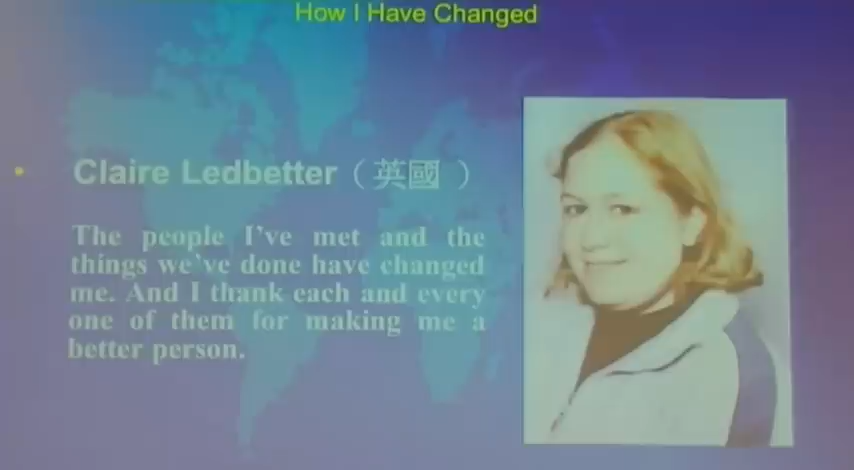 How I Have Changed
• Claire Ledbetter（英國 ）
The people I've met and the
things we've done have changed
me. And I thank each and every
one of them for making me a
better person.